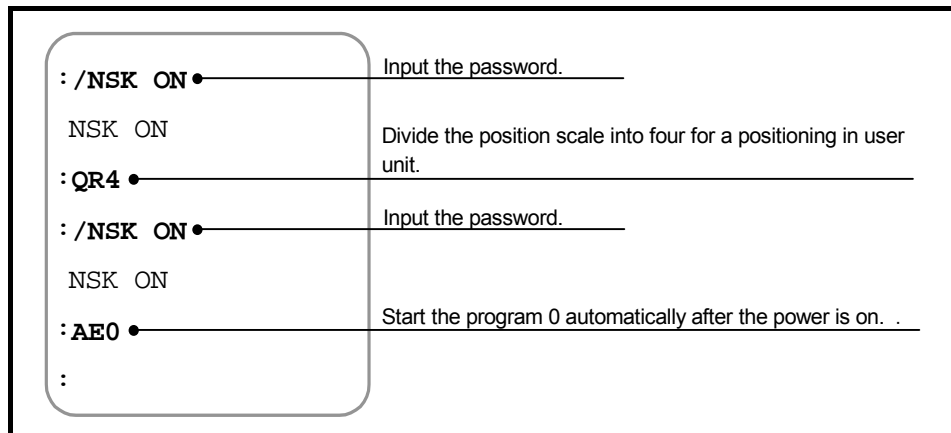 :/NSK ON
Input the password.
NSK ON
Divide the position scale into four for a positioning in user
unit.
:QR4
:/NSK ON
Input the password.
NSK ON
:AE0
Start the program 0 automatically after the power is on. .
: